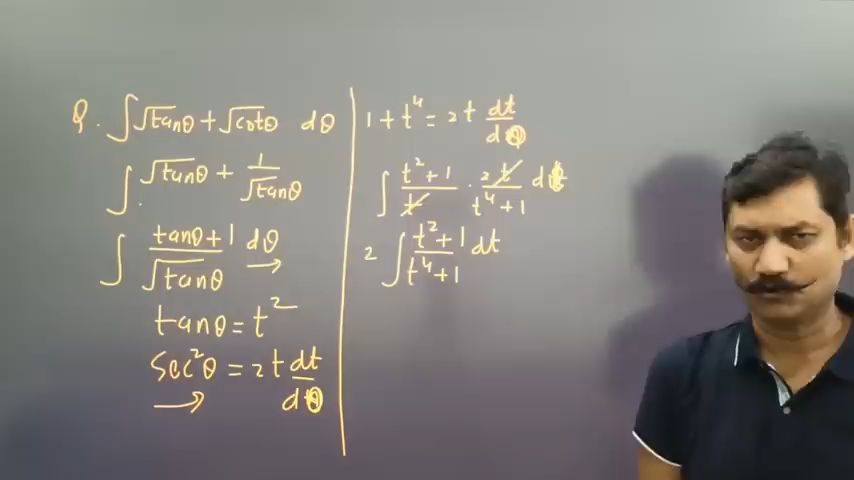 Q. ∫ √tanθ + √cotθ dθ
∫ √tanθ + 1/√tanθ
∫ (tanθ + 1)/√tanθ dθ →
tanθ = t²
sec²θ = 2t dt/dθ
→
1 + t⁴ = 2t dt/dθ
∫ (t² + 1)/t · 2t/(t⁴ + 1) dt
2 ∫ (t² + 1)/(t⁴ + 1) dt